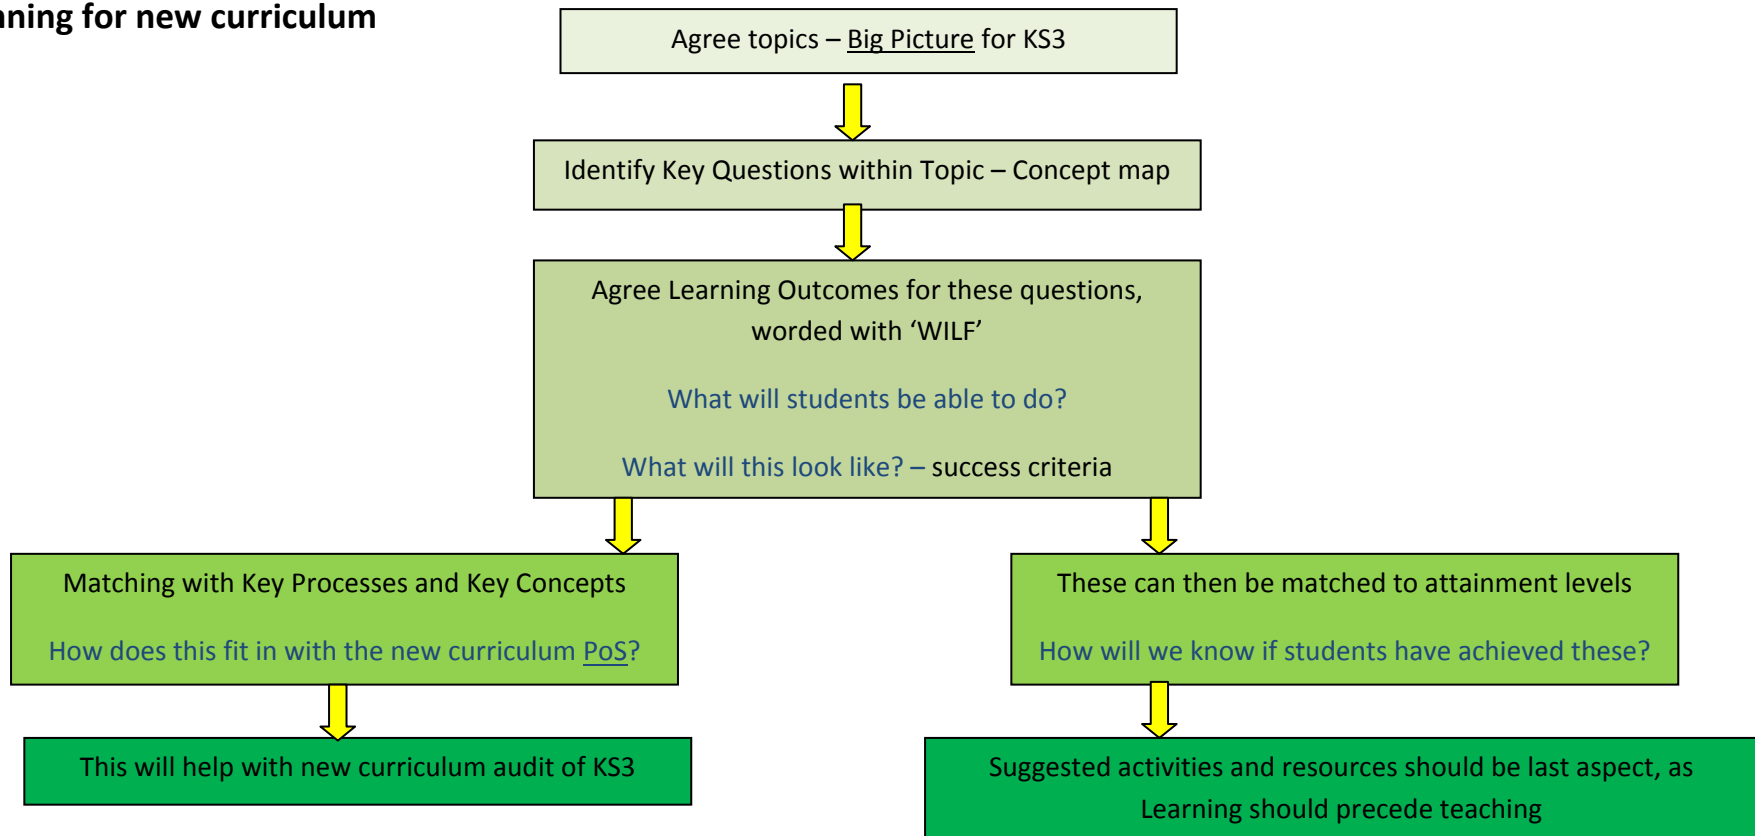 nning for new curriculum
Agree topics – Big Picture for KS3
Identify Key Questions within Topic – Concept map
Agree Learning Outcomes for these questions,
worded with ‘WILF’
What will students be able to do?
What will this look like? – success criteria
Matching with Key Processes and Key Concepts
How does this fit in with the new curriculum PoS?
These can then be matched to attainment levels
How will we know if students have achieved these?
This will help with new curriculum audit of KS3
Suggested activities and resources should be last aspect, as
Learning should precede teaching